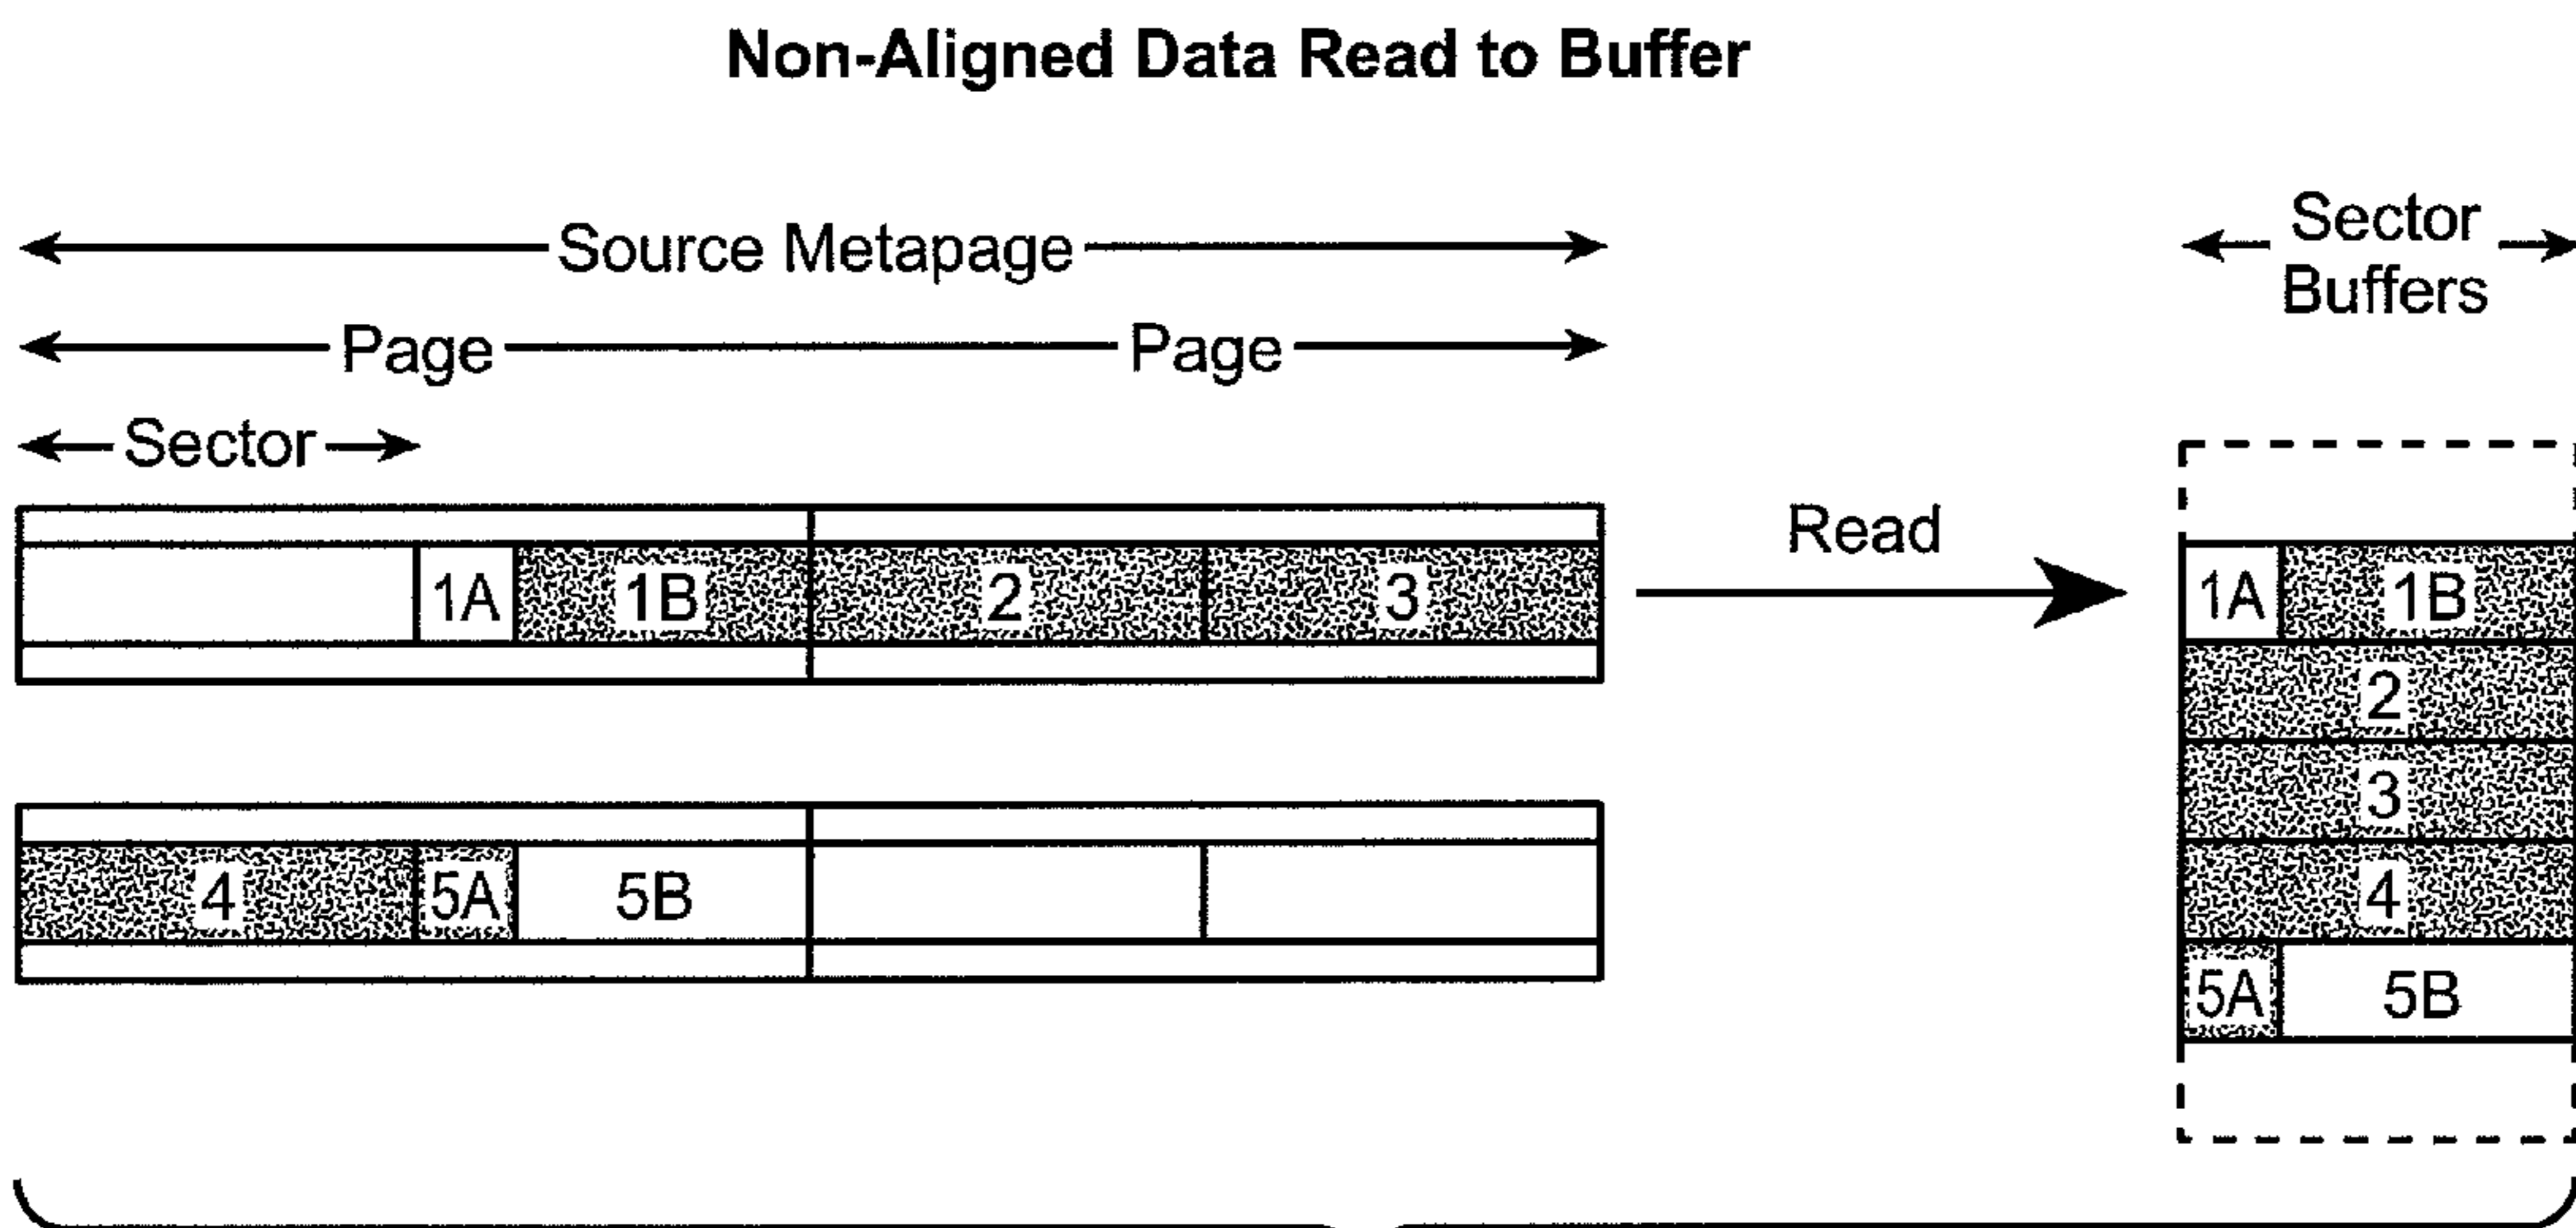 Non-Aligned Data Read to Buffer
Source Metapage
Sector
Buffers
Page Page
Sector
Read
1A 1B 2 3
4 5A 5B
1A 1B
2
3
4
5A 5B